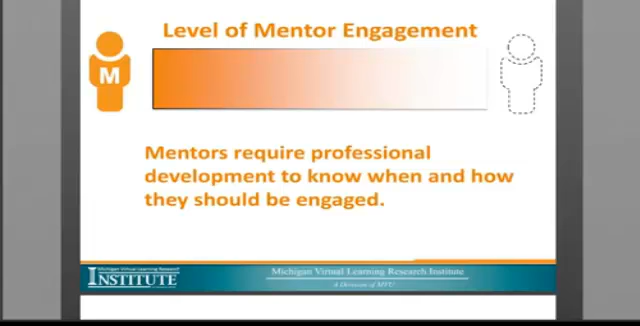 Level of Mentor Engagement
M
Mentors require professional
development to know when and how
they should be engaged.
Michigan Virtual Learning Research
INSTITUTE
Michigan Virtual Learning Research Institute
A Division of MVU